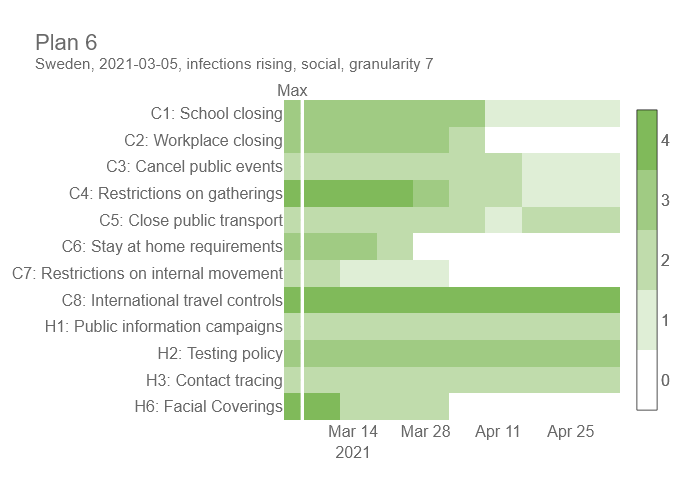 Plan 6
Sweden, 2021-03-05, infections rising, social, granularity 7
Max
C1: School closing
C2: Workplace closing
C3: Cancel public events
C4: Restrictions on gatherings
C5: Close public transport
C6: Stay at home requirements
C7: Restrictions on internal movement
C8: International travel controls
H1: Public information campaigns
H2: Testing policy
H3: Contact tracing
H6: Facial Coverings
Mar 14 Mar 28 Apr 11 Apr 25
2021
4
3
2
1
0